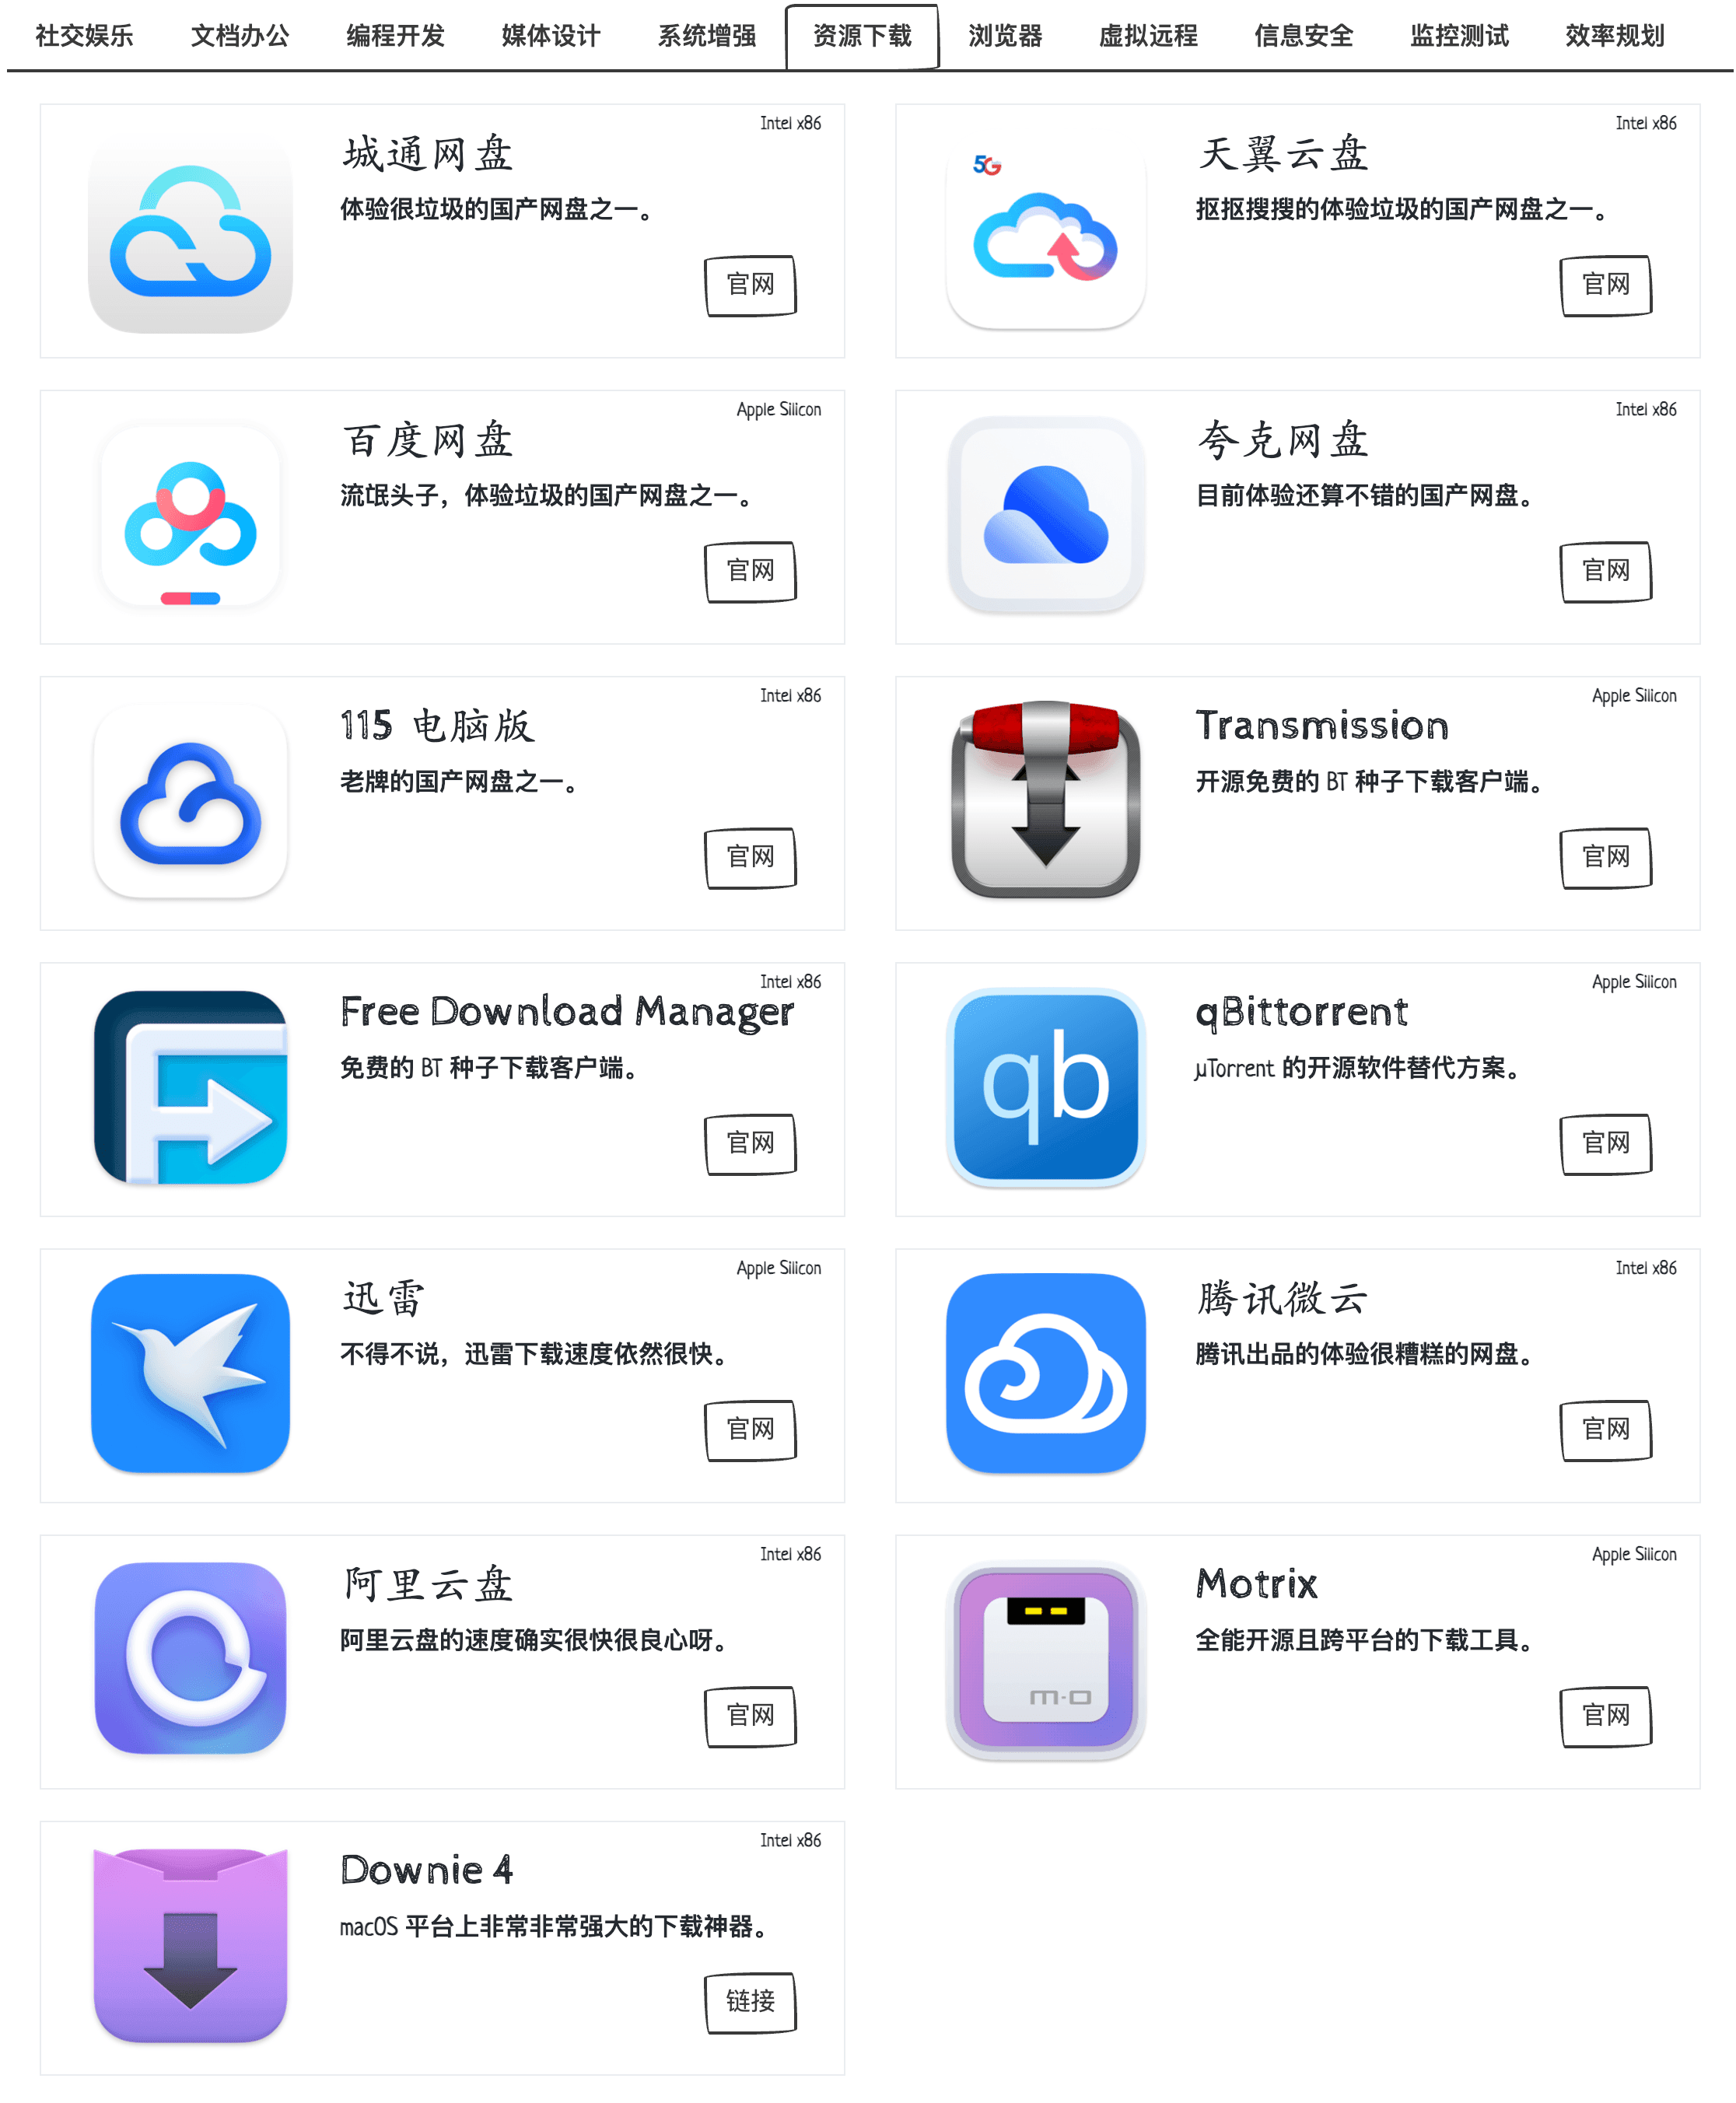 社交娱乐 文档办公 编程开发 媒体设计 系统增强 资源下载 浏览器 虚拟远程 信息安全 监控测试 效率规划
Intel x86
城通网盘
体验很垃圾的国产网盘之一。
官网
Intel x86
5G
天翼云盘
抠抠搜搜的体验垃圾的国产网盘之一。
官网
Apple Silicon
百度网盘
流氓头子，体验垃圾的国产网盘之一。
官网
Intel x86
夸克网盘
目前体验还算不错的国产网盘。
官网
Intel x86
115 电脑版
老牌的国产网盘之一。
官网
Apple Silicon
Transmission
开源免费的 BT 种子下载客户端。
官网
Intel x86
Free Download Manager
免费的 BT 种子下载客户端。
官网
Apple Silicon
qb
qBittorrent
µTorrent 的开源软件替代方案。
官网
Apple Silicon
迅雷
不得不说，迅雷下载速度依然很快。
官网
Intel x86
腾讯微云
腾讯出品的体验很糟糕的网盘。
官网
Intel x86
阿里云盘
阿里云盘的速度确实很快很良心呀。
官网
Apple Silicon
m-o
Motrix
全能开源且跨平台的下载工具。
官网
Intel x86
Downie 4
macOS 平台上非常非常强大的下载神器。
链接